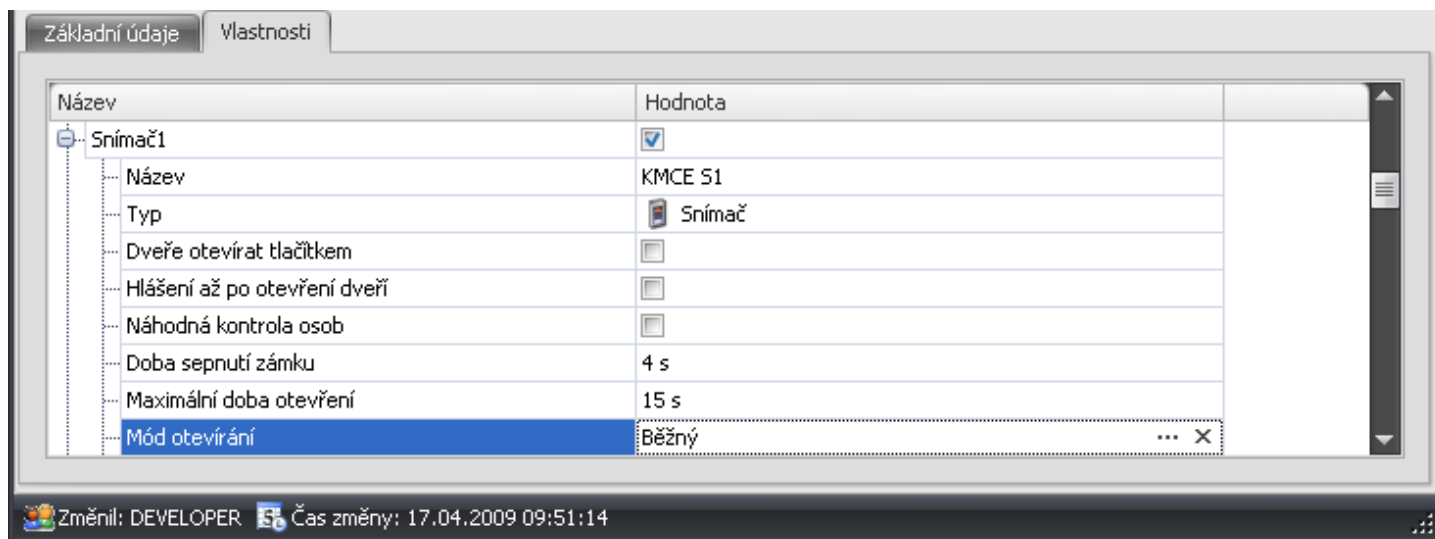 Základní údaje Vlastnosti
Název Hodnota
Snímač1
Název KMCE S1
Typ Snímač
Dveře otevírat tlačítkem
Hlášení až po otevření dveří
Náhodná kontrola osob
Doba sepnutí zámku 4 s
Maximální doba otevření 15 s
Mód otevírání Běžný ...
Změnil: DEVELOPER Čas změny: 17.04.2009 09:51:14